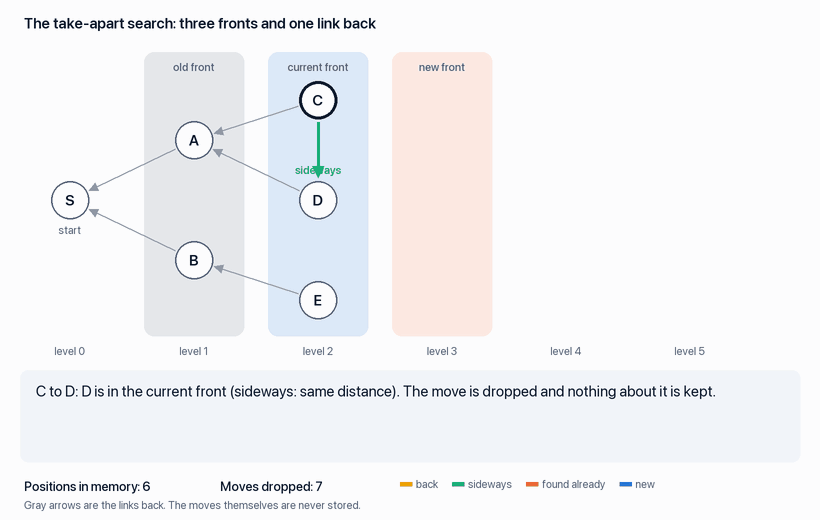 The take-apart search: three fronts and one link back
old front
current front
new front
C
A
sideways
S
D
start
B
E
level 0
level 1
level 2
level 3
level 4
level 5
C to D: D is in the current front (sideways: same distance). The move is dropped and nothing about it is kept.
Positions in memory: 6
Moves dropped: 7
back
sideways
found already
new
Gray arrows are the links back. The moves themselves are never stored.